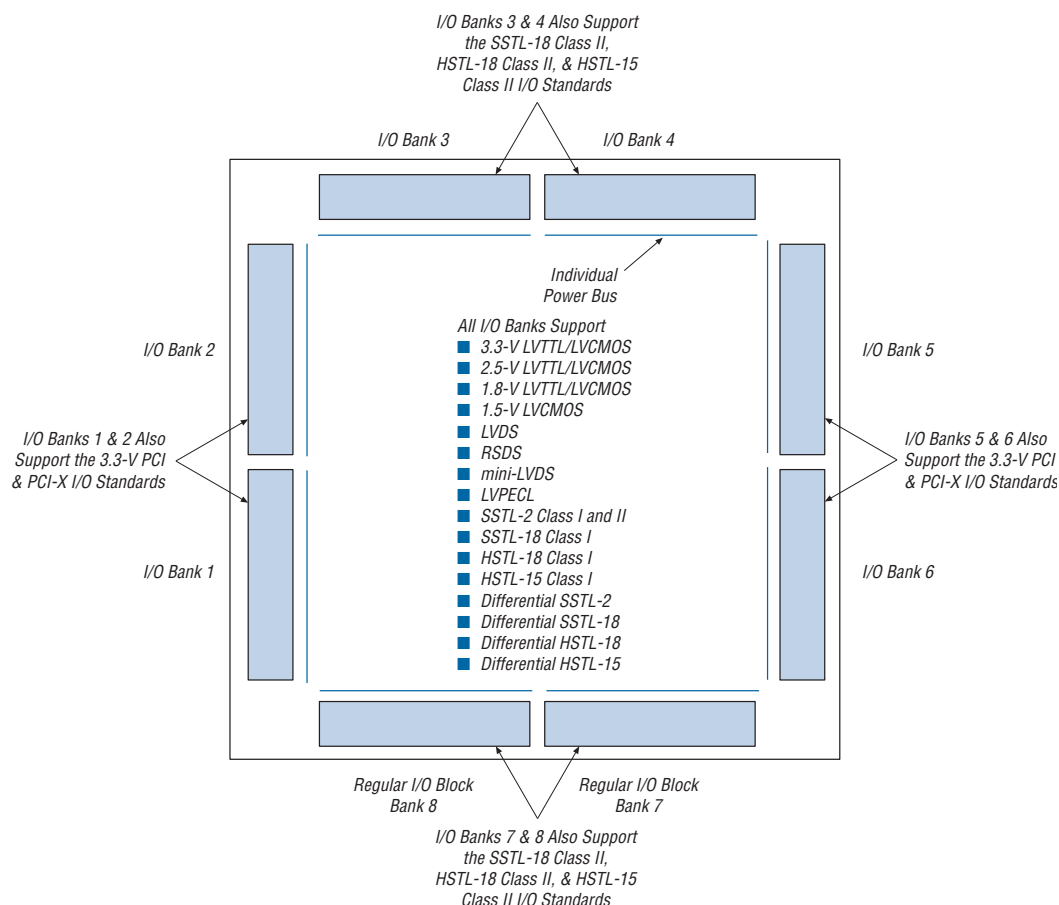 I/O Banks 3 & 4 Also Support
the SSTL-18 Class II,
HSTL-18 Class II, & HSTL-15
Class II I/O Standards
I/O Bank 3
I/O Bank 4
Individual
Power Bus
All I/O Banks Support
3.3-V LVTTL/LVCMOS
2.5-V LVTTL/LVCMOS
1.8-V LVTTL/LVCMOS
1.5-V LVCMOS
LVDS
RSDS
mini-LVDS
LVPECL
SSTL-2 Class I and II
SSTL-18 Class I
HSTL-18 Class I
HSTL-15 Class I
Differential SSTL-2
Differential SSTL-18
Differential HSTL-18
Differential HSTL-15
I/O Bank 2
I/O Banks 1 & 2 Also
Support the 3.3-V PCI
& PCI-X I/O Standards
I/O Bank 1
I/O Bank 5
I/O Banks 5 & 6 Also
Support the 3.3-V PCI
& PCI-X I/O Standards
I/O Bank 6
Regular I/O Block
Bank 8
Regular I/O Block
Bank 7
I/O Banks 7 & 8 Also Support
the SSTL-18 Class II,
HSTL-18 Class II, & HSTL-15
Class II I/O Standards